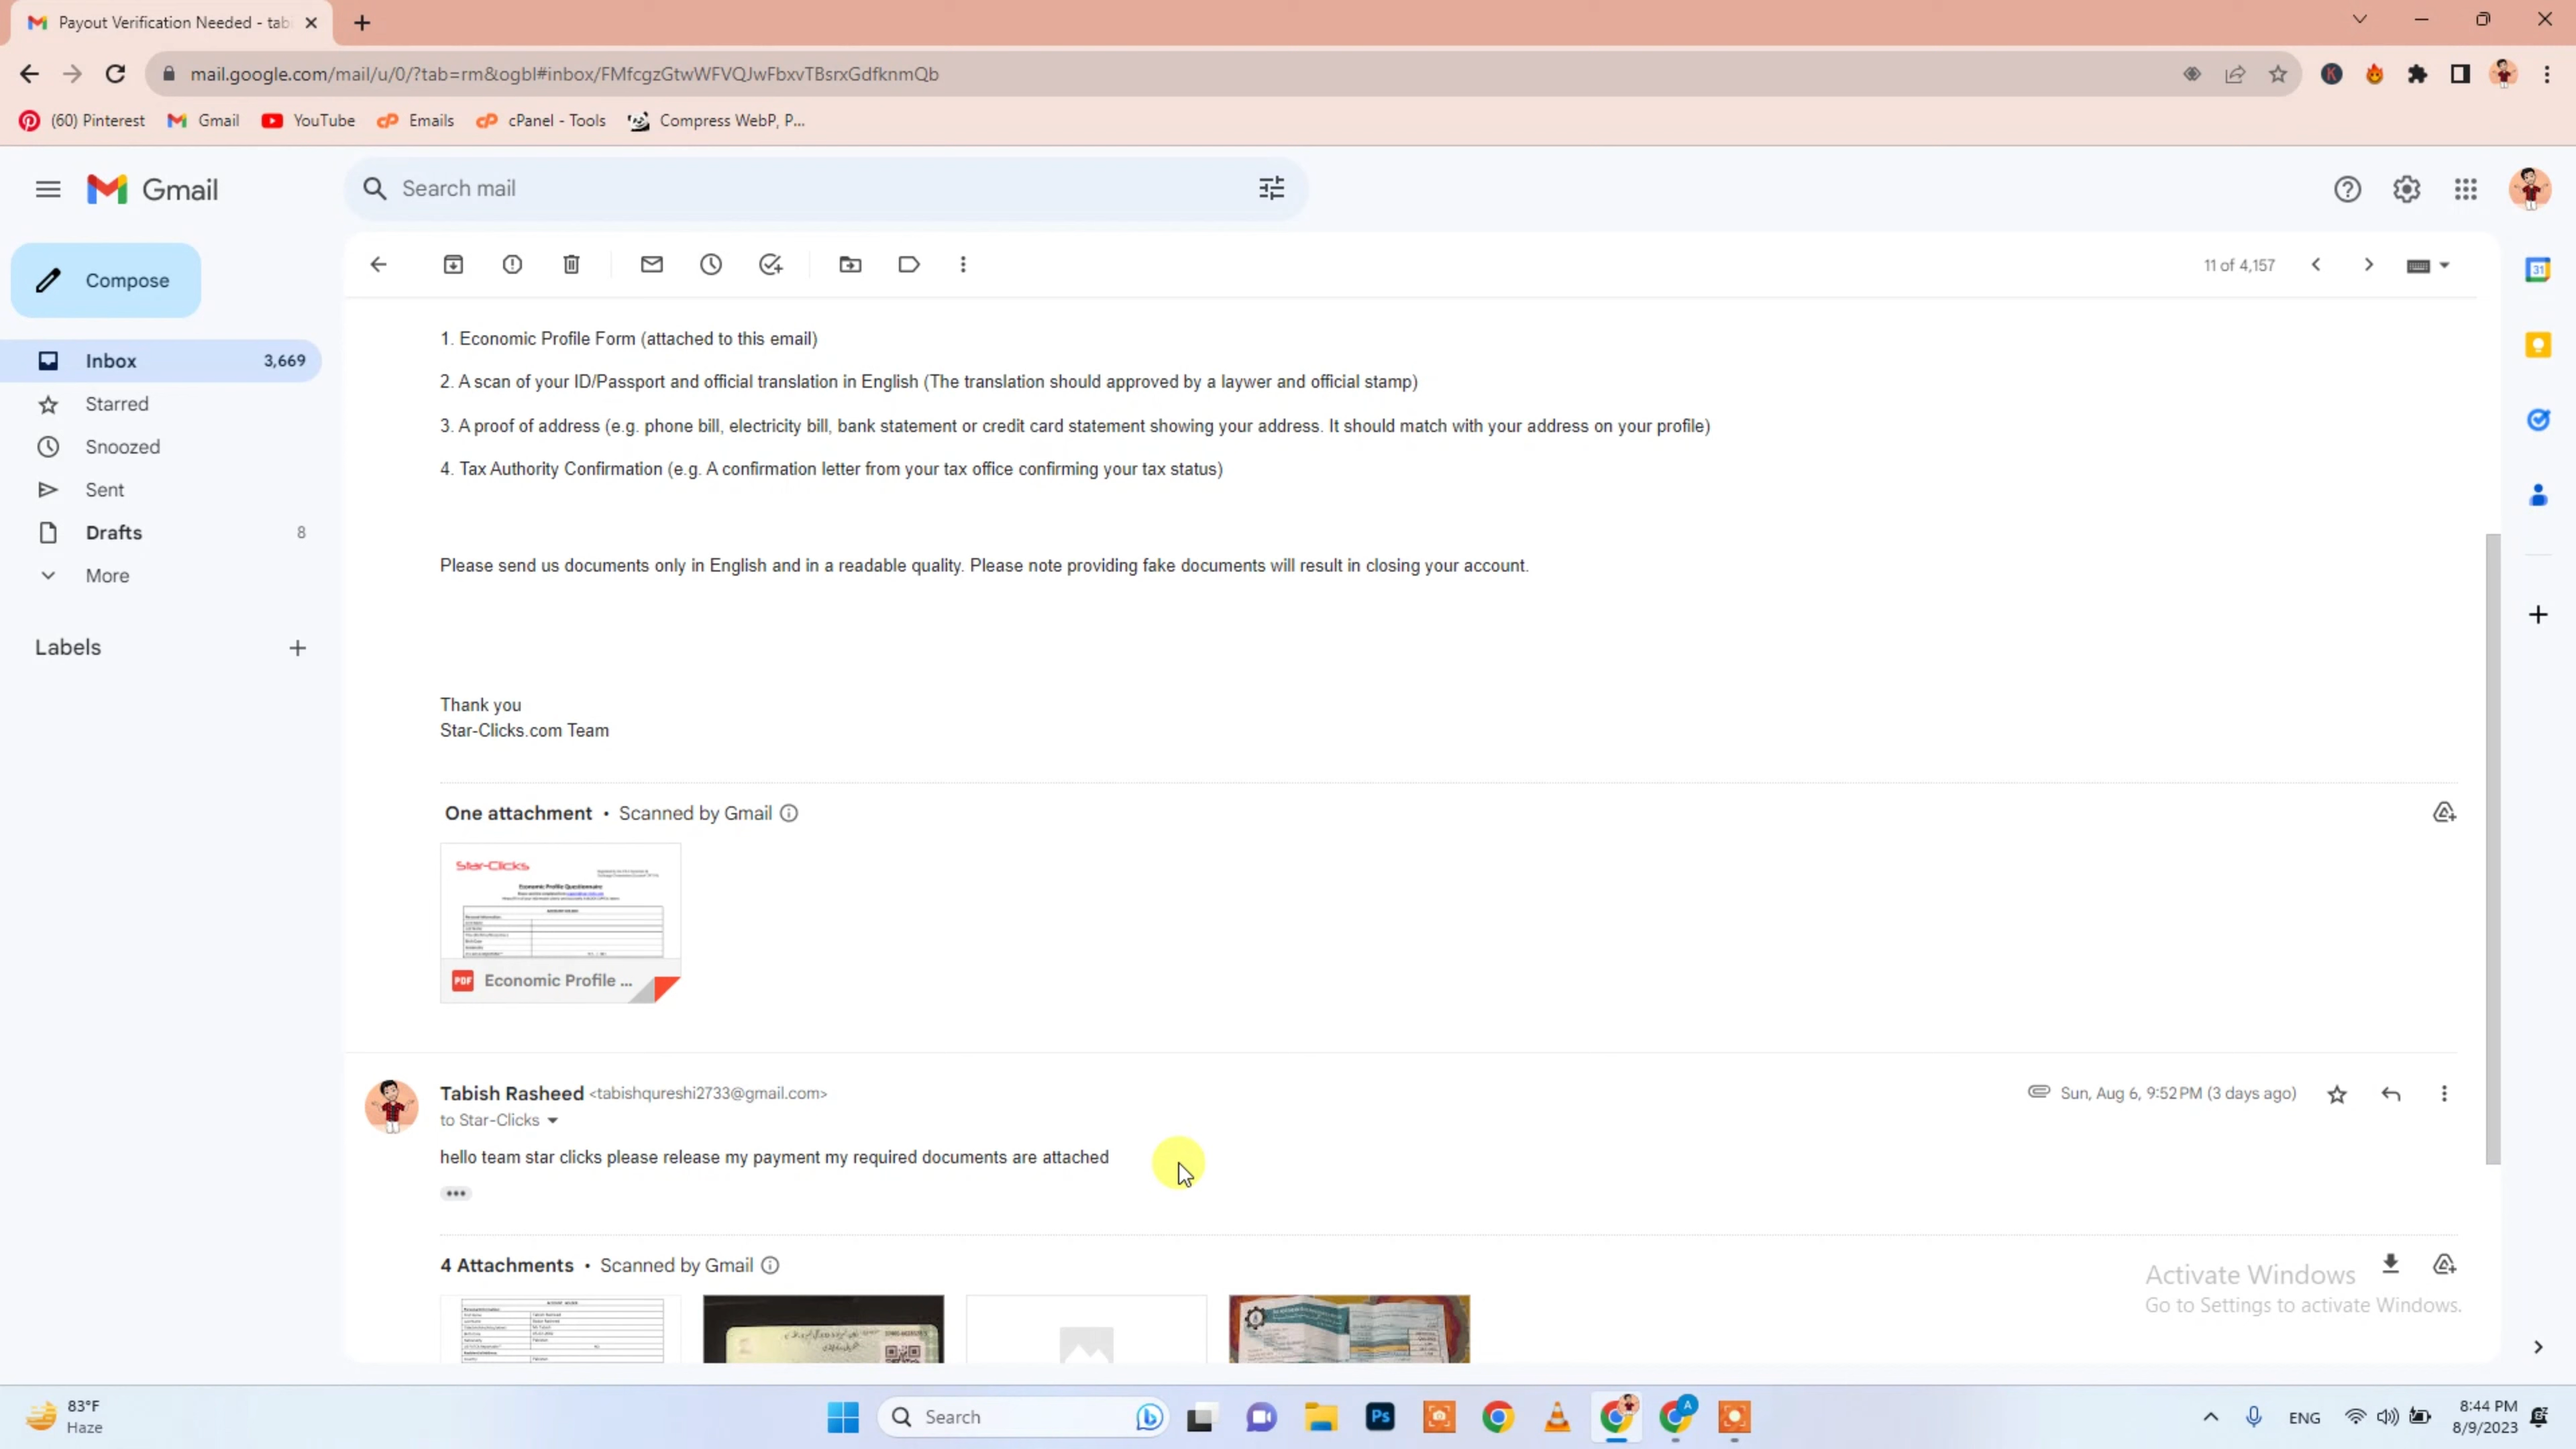 Payout Verification Needed - tab
mail.google.com/mail/u/0/?tab=rm&ogbl#inbox/FMfcgzGtwWFVQJwFbxvTBsrxGdfknmQb
(60) Pinterest
Gmail
YouTube
Emails
cPanel - Tools
Compress WebP, P...
Gmail
Search mail
Compose
11 of 4,157
Inbox 3,669
Starred
Snoozed
Sent
Drafts 8
More
Labels
1. Economic Profile Form (attached to this email)
2. A scan of your ID/Passport and official translation in English (The translation should approved by a laywer and official stamp)
3. A proof of address (e.g. phone bill, electricity bill, bank statement or credit card statement showing your address. It should match with your address on your profile)
4. Tax Authority Confirmation (e.g. A confirmation letter from your tax office confirming your tax status)
Please send us documents only in English and in a readable quality. Please note providing fake documents will result in closing your account.
Thank you
Star-Clicks.com Team
One attachment • Scanned by Gmail
Star-Clicks
Economic Profile Questionnaire
PDF Economic Profile ...
Tabish Rasheed <tabishqureshi2733@gmail.com>
Sun, Aug 6, 9:52 PM (3 days ago)
to Star-Clicks
hello team star clicks please release my payment my required documents are attached
4 Attachments • Scanned by Gmail
Activate Windows
Go to Settings to activate Windows.
83°F
Haze
Search
Ps
A
ENG
8:44 PM
8/9/2023